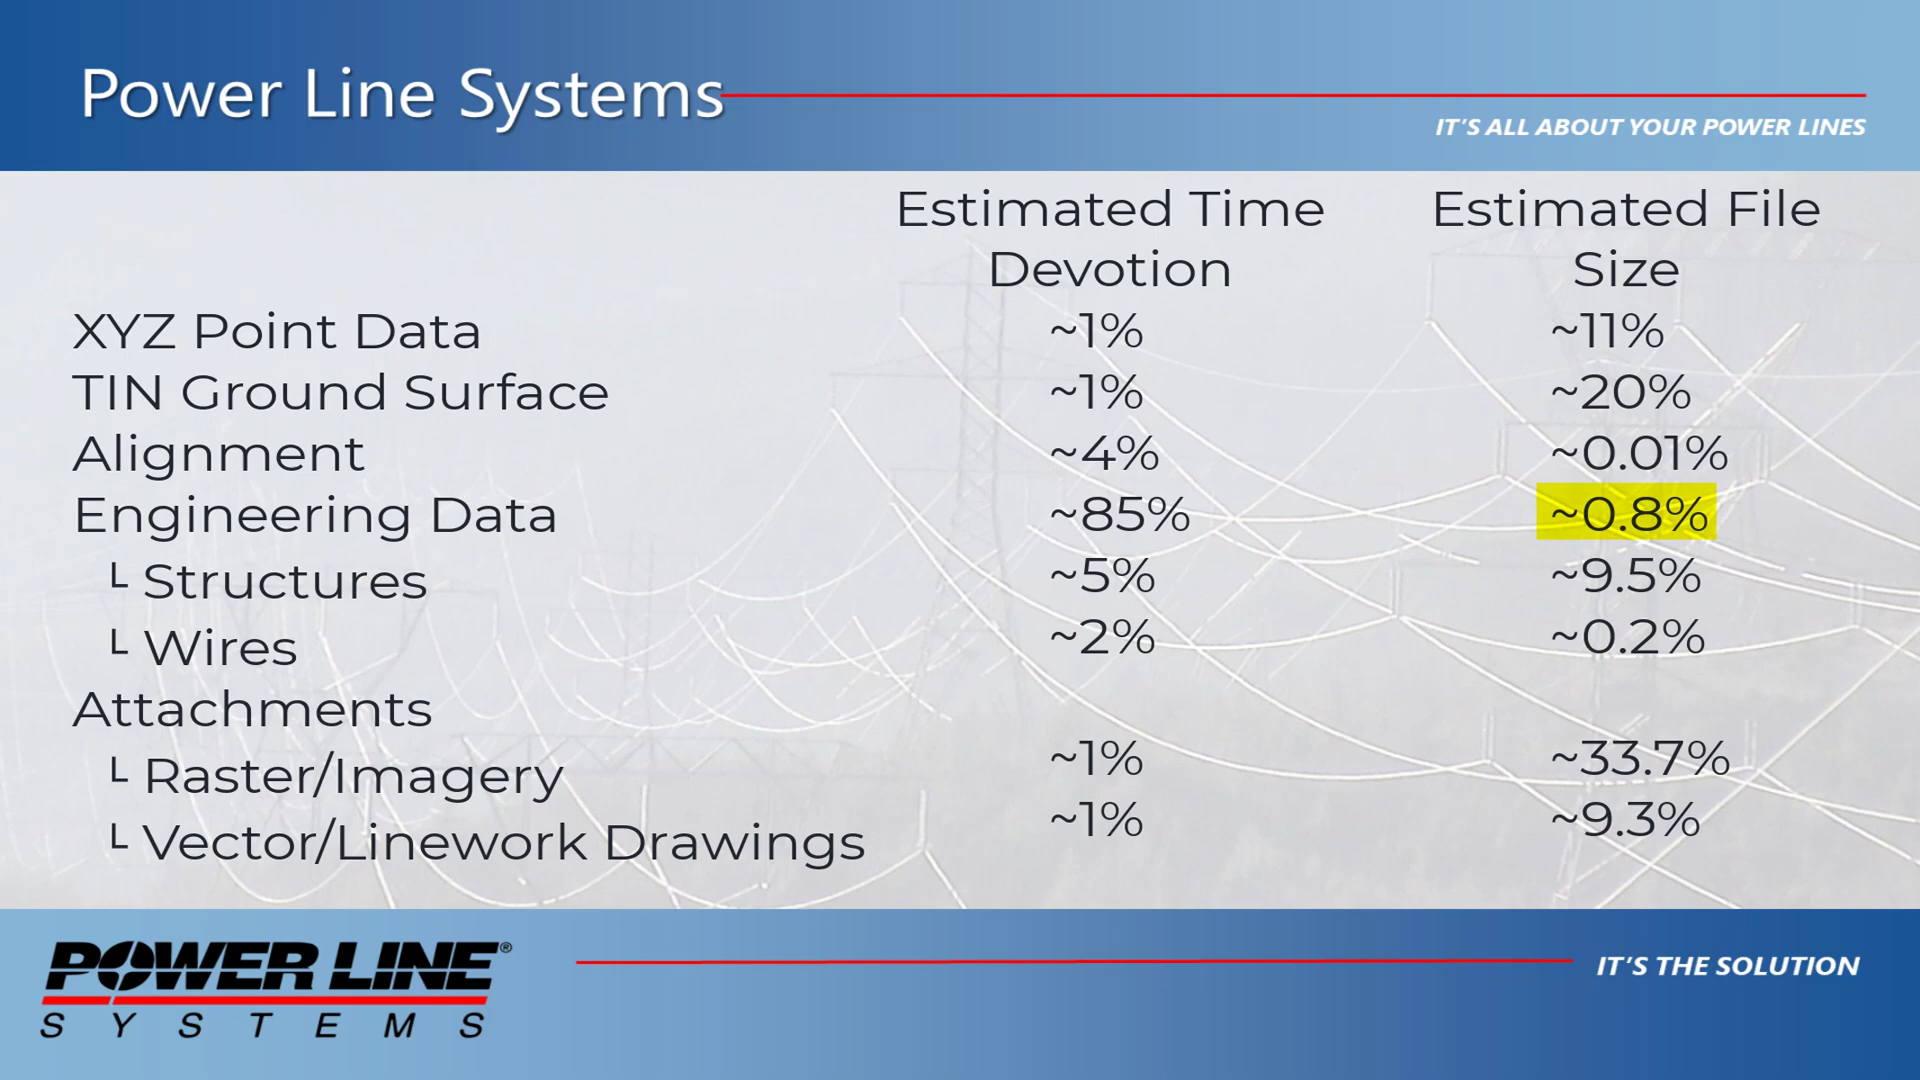 Power Line Systems
IT'S ALL ABOUT YOUR POWER LINES
Estimated Time Devotion
Estimated File Size
XYZ Point Data ~1% ~11%
TIN Ground Surface ~1% ~20%
Alignment ~4% ~0.01%
Engineering Data ~85% ~0.8%
└ Structures ~5% ~9.5%
└ Wires ~2% ~0.2%
Attachments
└ Raster/Imagery ~1% ~33.7%
└ Vector/Linework Drawings ~1% ~9.3%
POWER LINE®
SYSTEMS
IT'S THE SOLUTION